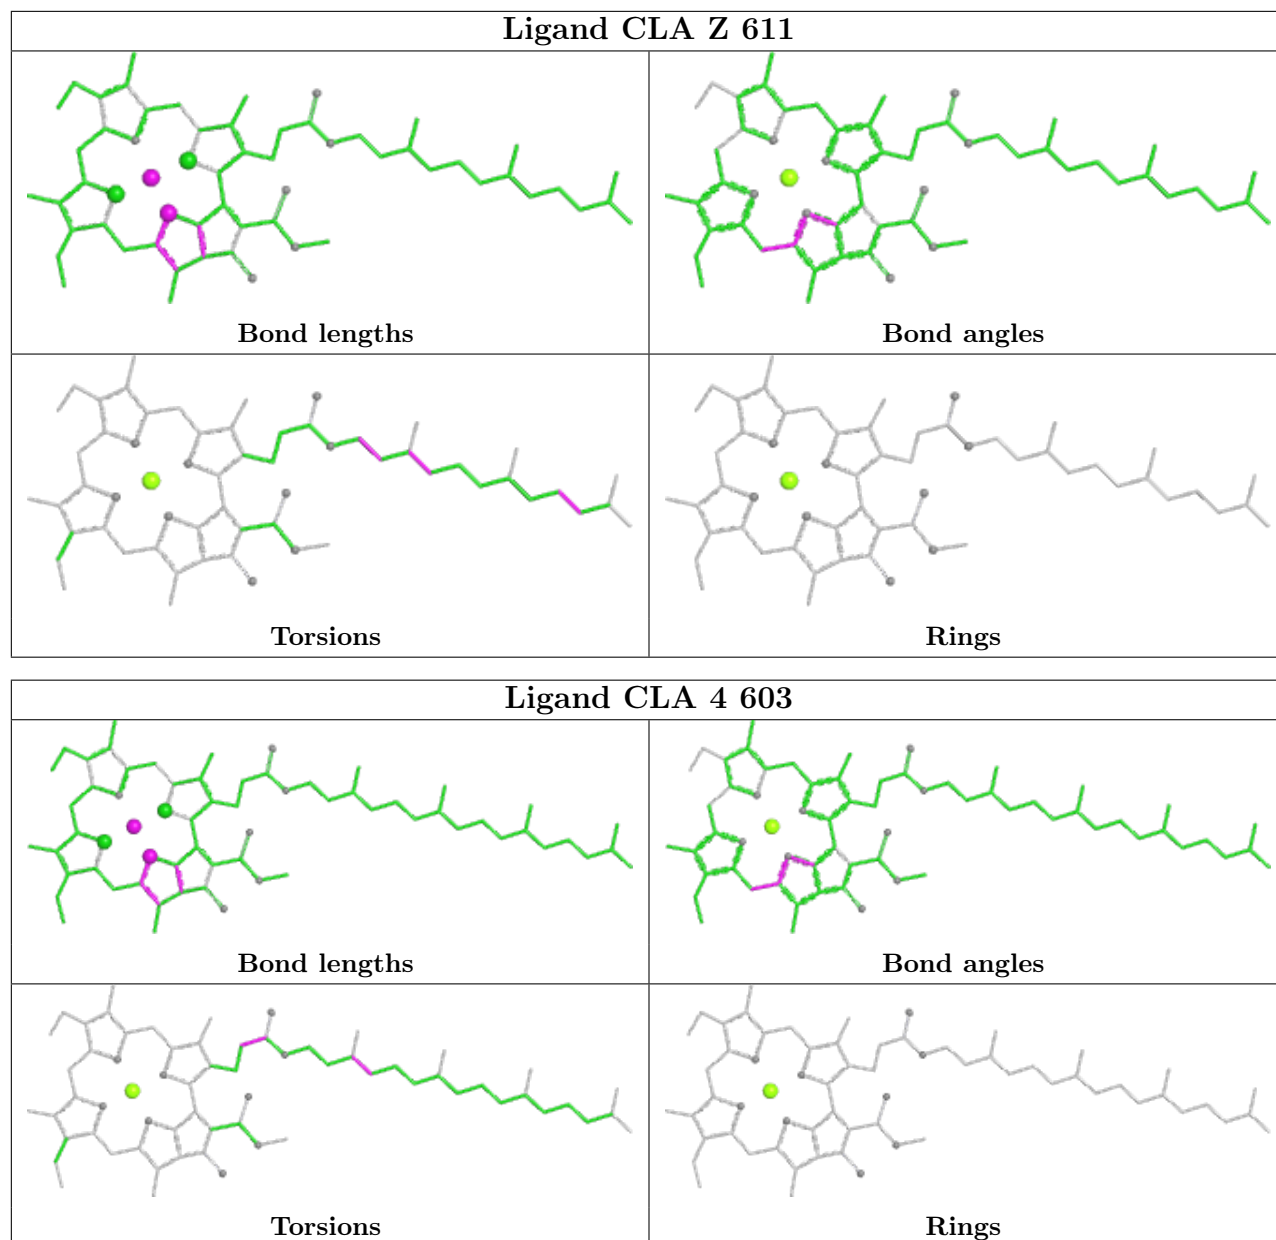 Ligand CLA Z 611
Bond lengths
Bond angles
Torsions
Rings
Ligand CLA 4 603
Bond lengths
Bond angles
Torsions
Rings